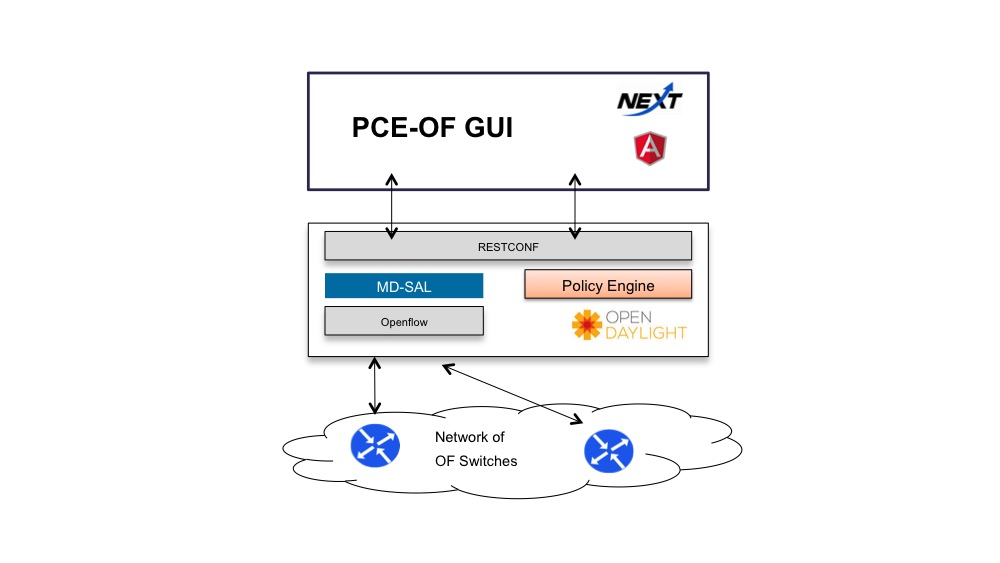 PCE-OF GUI
NEXT
A
RESTCONF
MD-SAL
Policy Engine
Openflow
OPEN
DAYLIGHT
Network of
OF Switches